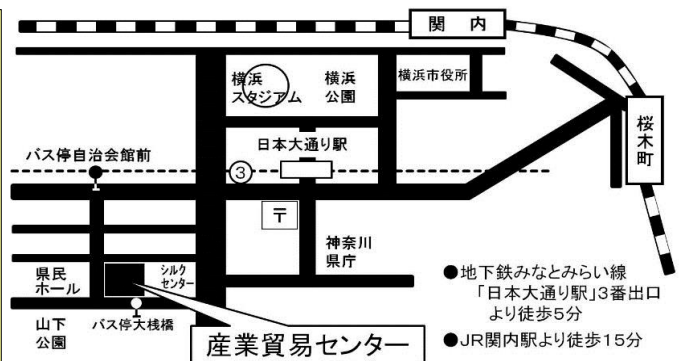 関 内
横浜
スタジアム
横浜
公園
横浜市役所
桜木町
日本大通り駅
バス停自治会館前
③
〒
神奈川
県庁
県民
ホール
シルク
センター
山下
公園
バス停大桟橋
産業貿易センター
●地下鉄みなとみらい線
「日本大通り駅」3番出口
より徒歩5分
●JR関内駅より徒歩15分